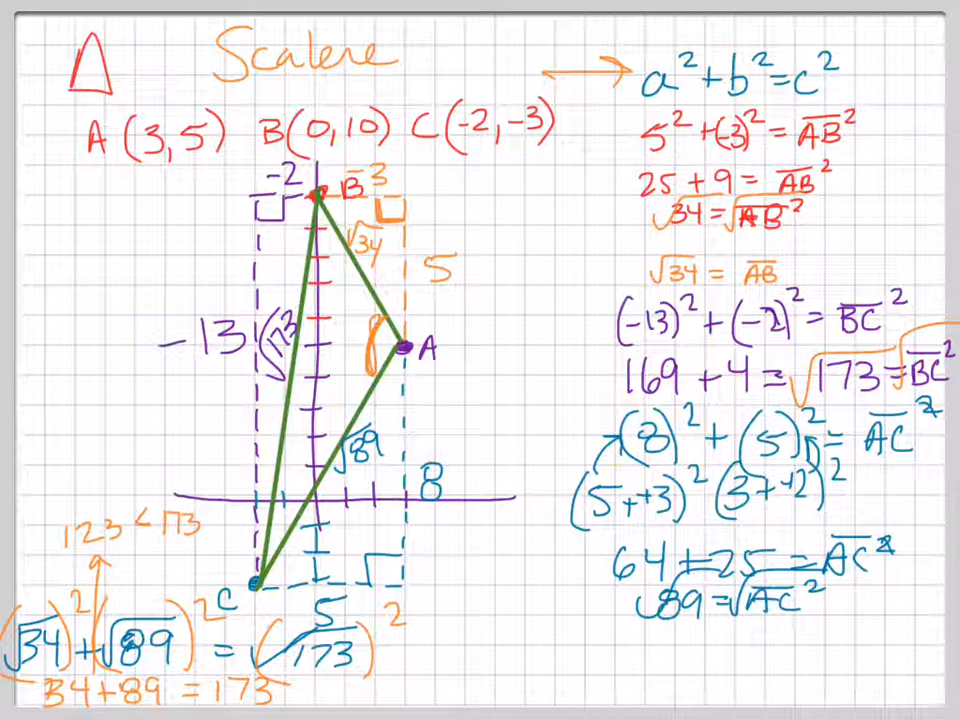 Scalene
A (3,5) B(0,10) C(-2,-3)
-2 B -3
√34
5
-13 √173
A
√89
8
C 5
123 < 173
(√34)² + (√89)² = (√173)²
34+89 = 173
a² + b² = c²
5² + (-3)² = AB²
25 + 9 = AB²
√34 = √AB²
√34 = AB
(-13)² + (-2)² = BC²
169 + 4 = √173 = √BC²
(8)² + (5)² = AC²
(5++3)² (3++2)²
64 + 25 = AC²
√89 = √AC²